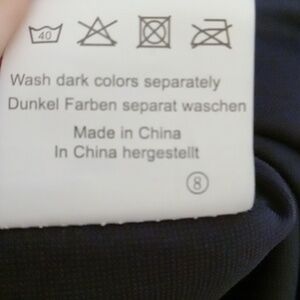 40
Wash dark colors separately
Dunkel Farben separat waschen
Made in China
In China hergestellt
8